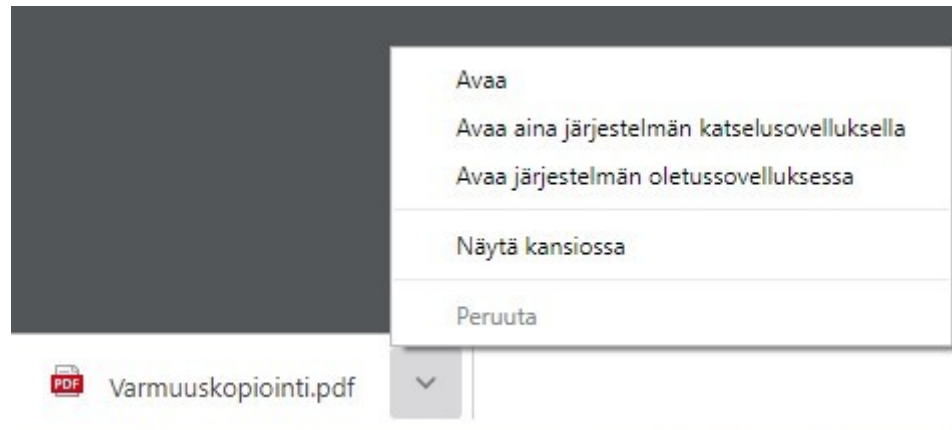 Avaa
Avaa aina järjestelmän katselusovelluksella
Avaa järjestelmän oletussovelluksessa
Näytä kansiossa
Peruuta
PDF Varmuuskopiointi.pdf